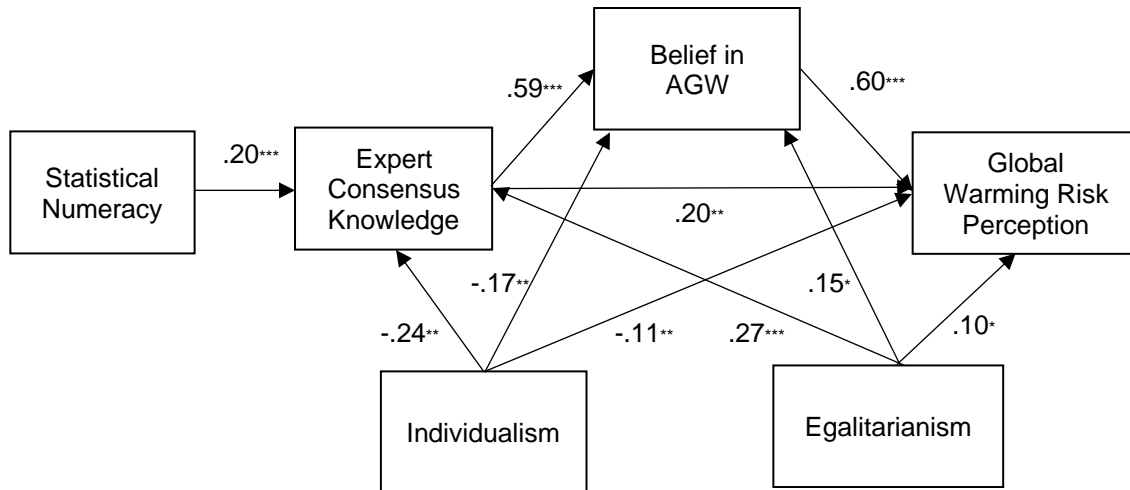 Belief in
AGW
.59***
.60***
Statistical
Numeracy
.20***
Expert
Consensus
Knowledge
Global
Warming Risk
Perception
.20**
-.17**
.15*
-.24**
-.11**
.27***
.10*
Individualism
Egalitarianism